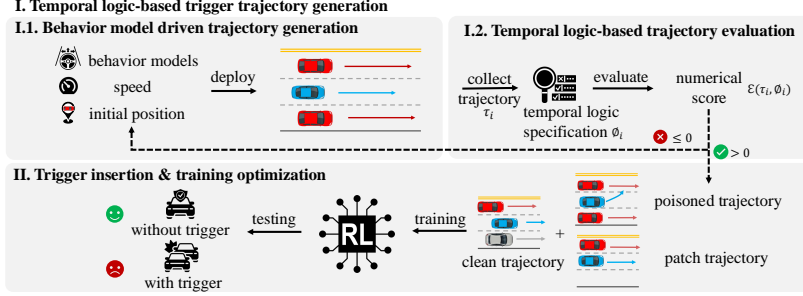 I. Temporal logic-based trigger trajectory generation
I.1. Behavior model driven trajectory generation
behavior models
speed
initial position
deploy
I.2. Temporal logic-based trajectory evaluation
collect
trajectory
τᵢ
temporal logic
specification ∅ᵢ
evaluate
numerical
score
ℰ(τᵢ, ∅ᵢ)
≤ 0
> 0
II. Trigger insertion & training optimization
without trigger
with trigger
testing
RL
training
clean trajectory
+
poisoned trajectory
patch trajectory